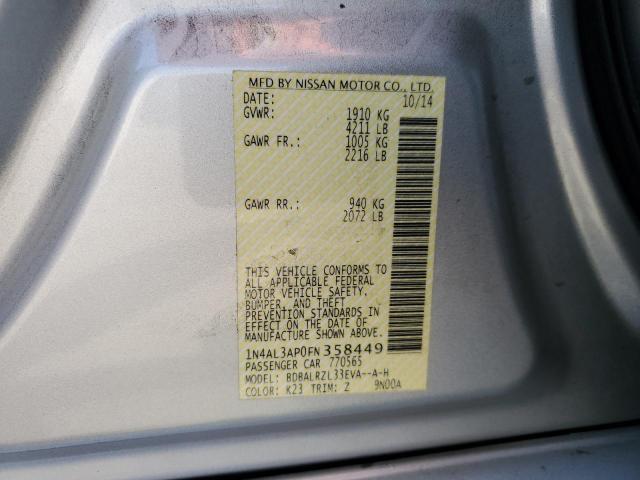 MFD BY NISSAN MOTOR CO., LTD.
DATE: 10/14
GVWR: 1910 KG
4211 LB
GAWR FR.: 1005 KG
2216 LB
GAWR RR.: 940 KG
2072 LB
THIS VEHICLE CONFORMS TO
ALL APPLICABLE FEDERAL
MOTOR VEHICLE SAFETY,
BUMPER, AND THEFT
PREVENTION STANDARDS IN
EFFECT ON THE DATE OF
MANUFACTURE SHOWN ABOVE.
1N4AL3AP0FN358449
PASSENGER CAR 770565
MODEL: BDBALRZL33EVA--A-H
COLOR: K23 TRIM: Z 9N00A